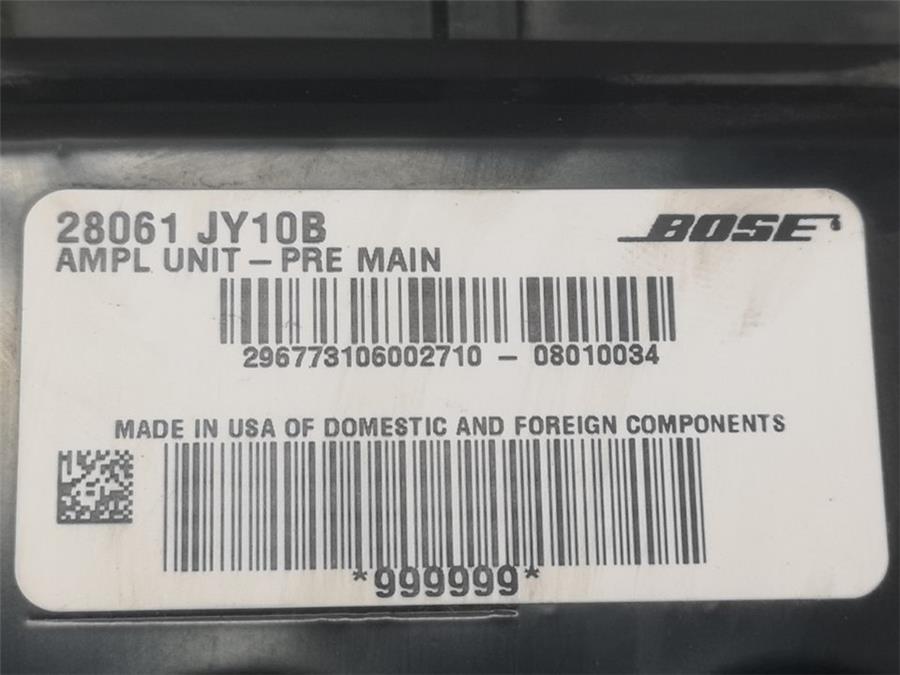 28061 JY10B
BOSE
AMPL UNIT – PRE MAIN
296773106002710 – 08010034
MADE IN USA OF DOMESTIC AND FOREIGN COMPONENTS
*999999*